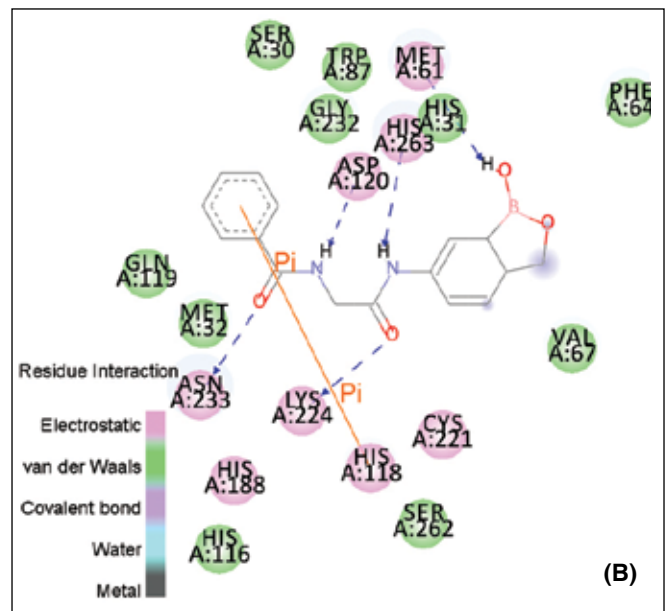 SER
A:30
TRP
A:87
MET
A:61
GLY
A:232
HIS
A:31
PHE
A:64
HIS
A:263
ASP
A:120
H
O
H
H
B
O
N
N
Pi
O
O
GLN
A:119
MET
A:32
VAL
A:67
Residue Interaction
ASN
A:233
Pi
LYS
A:224
CYS
A:221
Electrostatic
van der Waals
HIS
A:188
HIS
A:118
Covalent bond
SER
A:262
Water
HIS
A:116
Metal
(B)